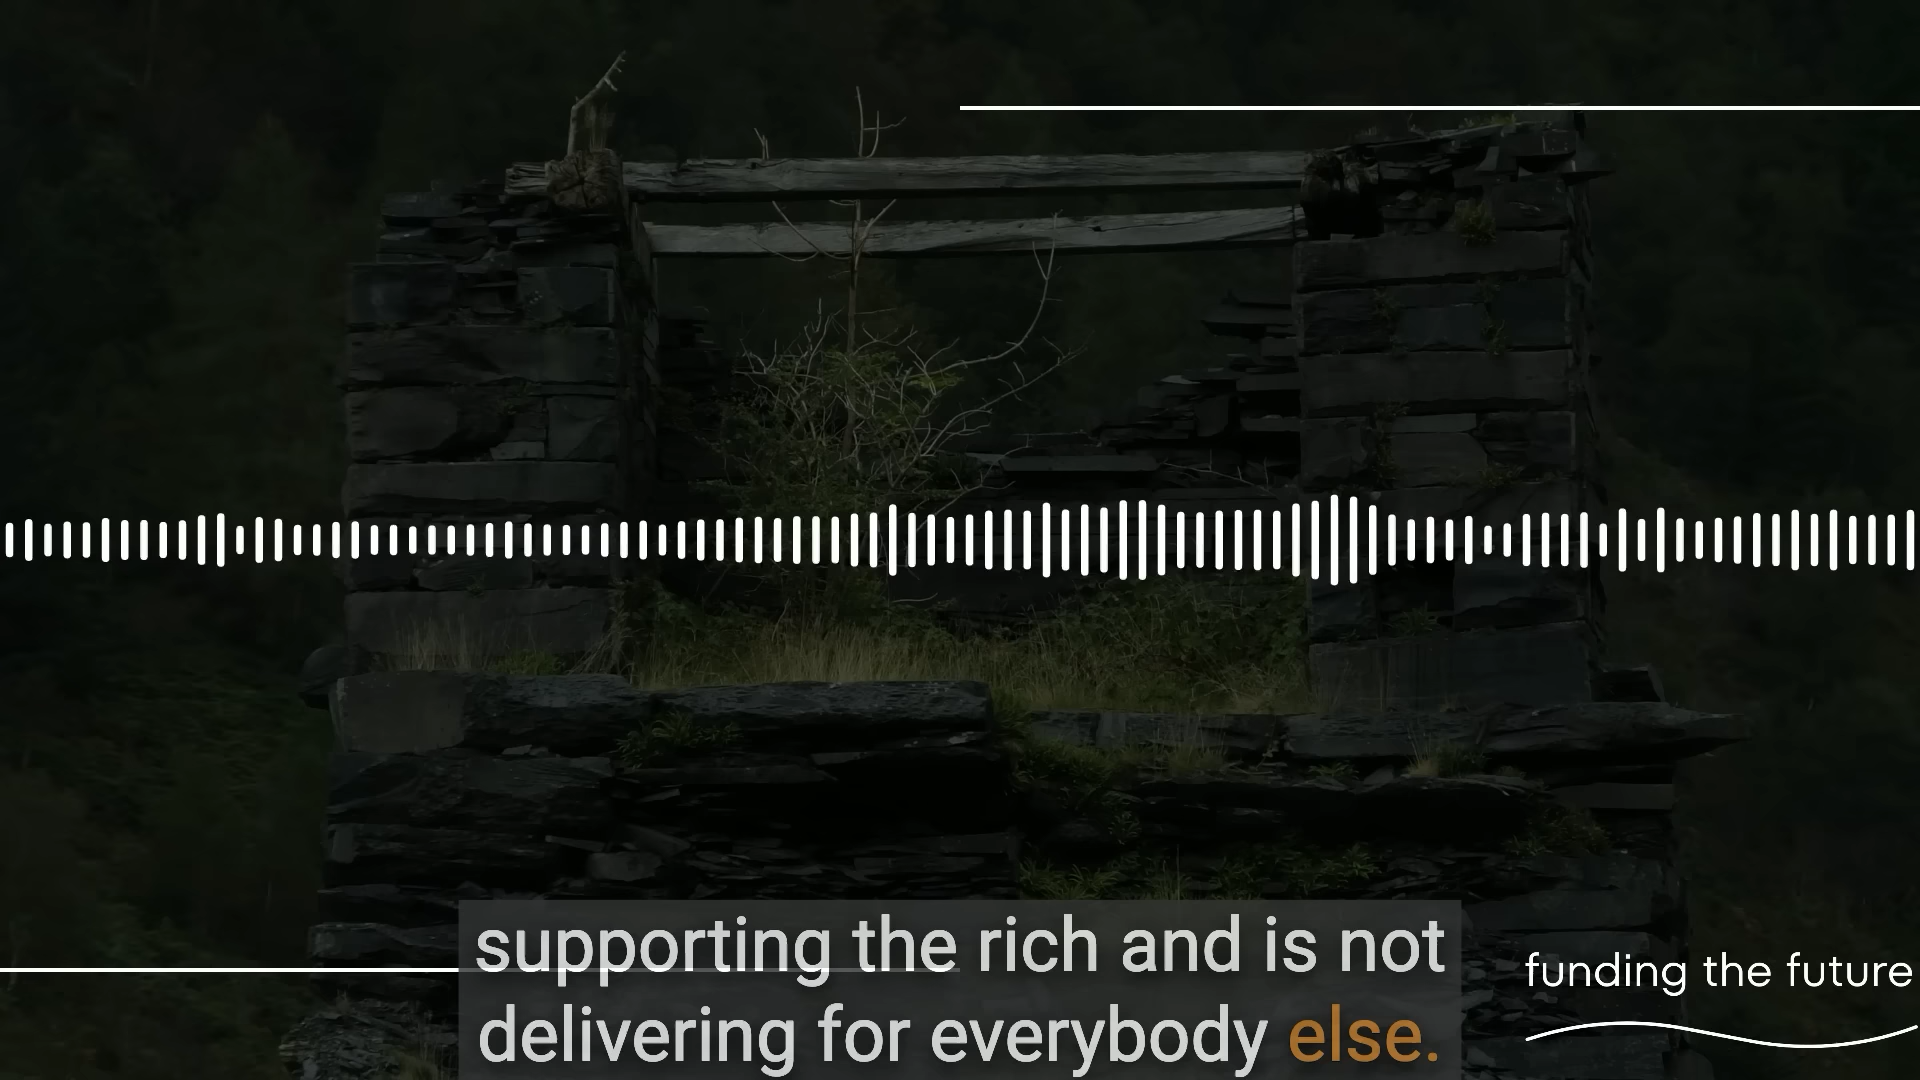 supporting the rich and is not
delivering for everybody else.
funding the future